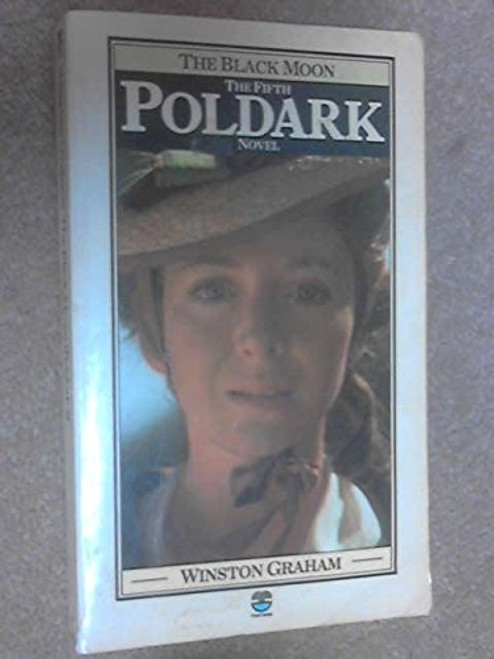 THE BLACK MOON
THE FIFTH
POLDARK
NOVEL
WINSTON GRAHAM